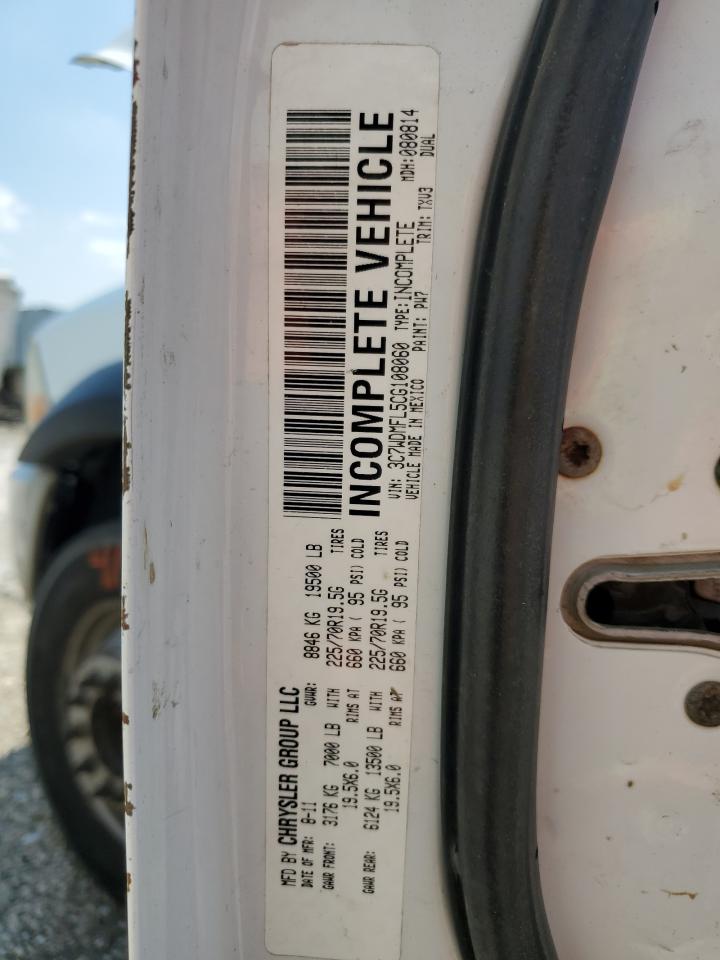 MFD BY CHRYSLER GROUP LLC
DATE OF MFR: 8-11 GVWR: 8846 KG 19500 LB
GAWR FRONT: 3176 KG 7000 LB WITH 225/70R19.5G TIRES
19.5X6.0 RIMS AT 660 KPA ( 95 PSI) COLD
GAWR REAR: 6124 KG 13500 LB WITH 225/70R19.5G TIRES
19.5X6.0 RIMS AT 660 KPA ( 95 PSI) COLD
INCOMPLETE VEHICLE
VIN: 3C7WDMFL5CG108060 TYPE: INCOMPLETE MDH:080814
VEHICLE MADE IN MEXICO PAINT: PW7 TRIM: TXV3 DUAL